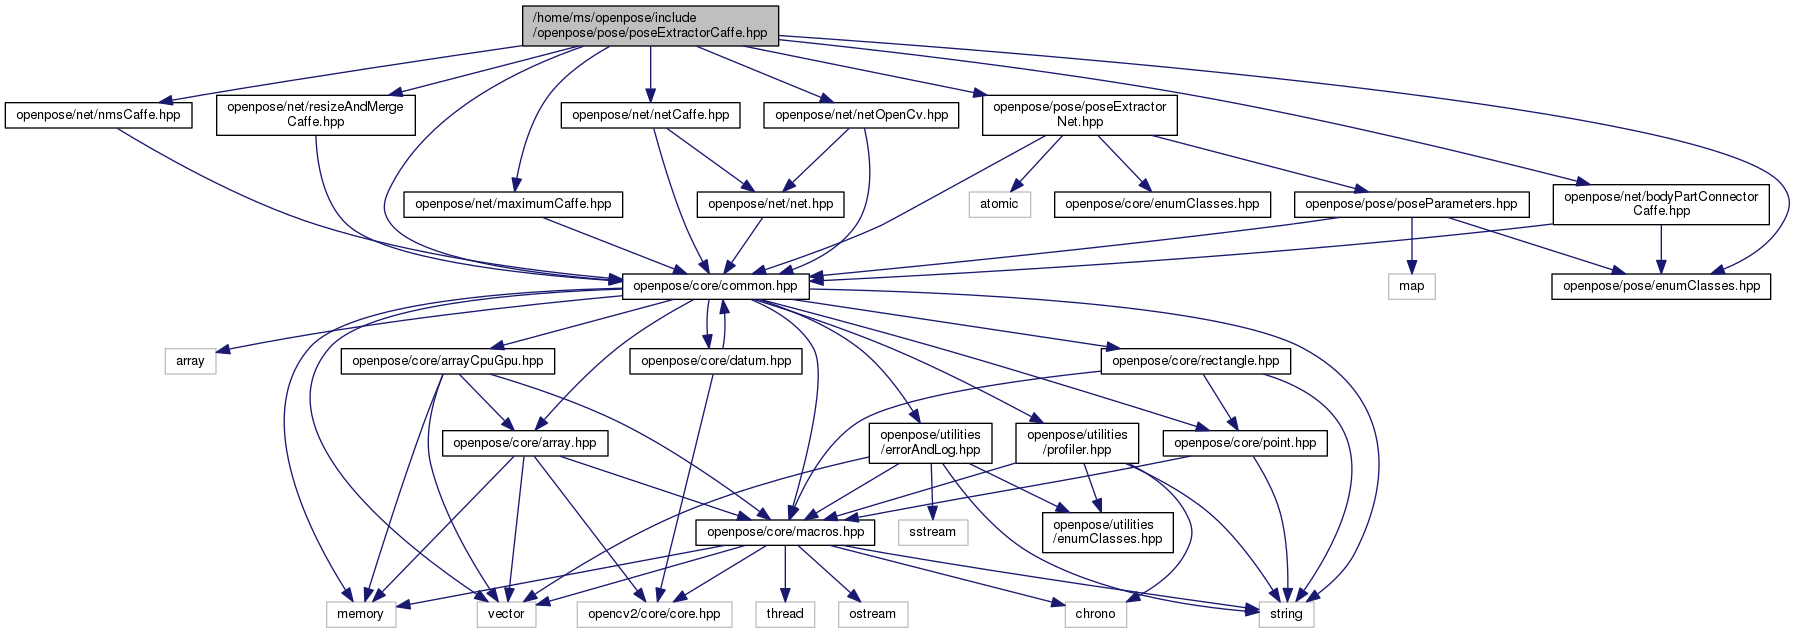 /home/ms/openpose/include
/openpose/pose/poseExtractorCaffe.hpp
openpose/net/nmsCaffe.hpp
openpose/net/resizeAndMerge
Caffe.hpp
openpose/net/netCaffe.hpp
openpose/net/netOpenCv.hpp
openpose/pose/poseExtractor
Net.hpp
openpose/net/maximumCaffe.hpp
openpose/net/net.hpp
atomic
openpose/core/enumClasses.hpp
openpose/pose/poseParameters.hpp
openpose/net/bodyPartConnector
Caffe.hpp
openpose/core/common.hpp
map
openpose/pose/enumClasses.hpp
array
openpose/core/arrayCpuGpu.hpp
openpose/core/datum.hpp
openpose/core/rectangle.hpp
openpose/core/array.hpp
openpose/utilities
/errorAndLog.hpp
openpose/utilities
/profiler.hpp
openpose/core/point.hpp
openpose/core/macros.hpp
sstream
openpose/utilities
/enumClasses.hpp
memory
vector
opencv2/core/core.hpp
thread
ostream
chrono
string